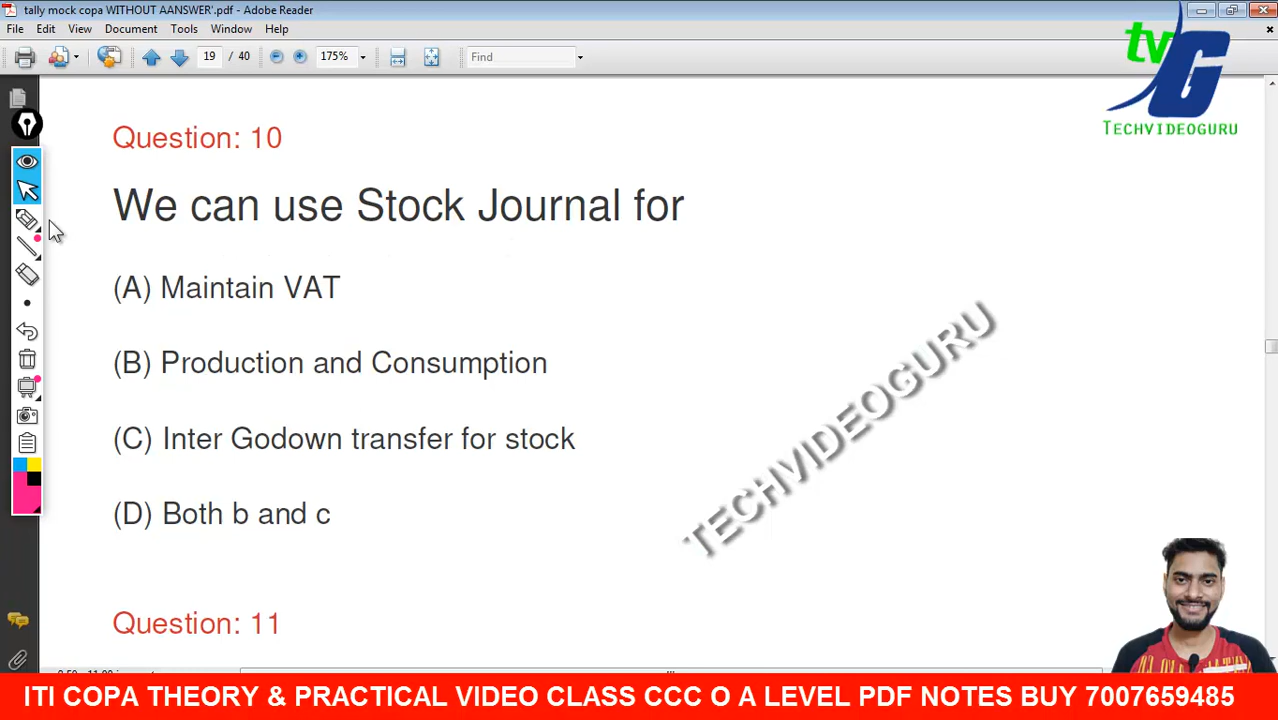 tally mock copa WITHOUT AANSWER'.pdf - Adobe Reader
File Edit View Document Tools Window Help
19 / 40 175% Find
tvG
TECHVIDEOGURU
Question: 10
We can use Stock Journal for
(A) Maintain VAT
(B) Production and Consumption
(C) Inter Godown transfer for stock
(D) Both b and c
TECHVIDEOGURU
Question: 11
ITI COPA THEORY & PRACTICAL VIDEO CLASS CCC O A LEVEL PDF NOTES BUY 7007659485